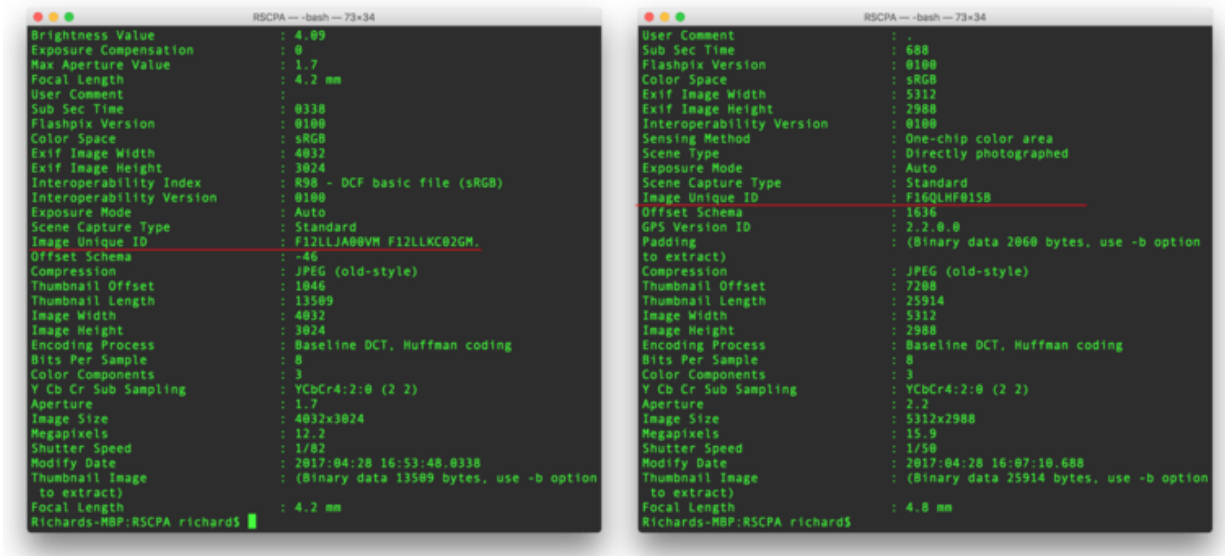 RSCPA — -bash — 73×34
Brightness Value : 4.09
Exposure Compensation : 0
Max Aperture Value : 1.7
Focal Length : 4.2 mm
User Comment :
Sub Sec Time : 0338
Flashpix Version : 0100
Color Space : sRGB
Exif Image Width : 4032
Exif Image Height : 3024
Interoperability Index : R98 - DCF basic file (sRGB)
Interoperability Version : 0100
Exposure Mode : Auto
Scene Capture Type : Standard
Image Unique ID : F12LLJA00VM F12LLKC02GM.
Offset Schema : -46
Compression : JPEG (old-style)
Thumbnail Offset : 1046
Thumbnail Length : 13509
Image Width : 4032
Image Height : 3024
Encoding Process : Baseline DCT, Huffman coding
Bits Per Sample : 8
Color Components : 3
Y Cb Cr Sub Sampling : YCbCr4:2:0 (2 2)
Aperture : 1.7
Image Size : 4032x3024
Megapixels : 12.2
Shutter Speed : 1/82
Modify Date : 2017:04:28 16:53:48.0338
Thumbnail Image : (Binary data 13509 bytes, use -b option
to extract)
Focal Length : 4.2 mm
Richards-MBP:RSCPA richard$
RSCPA — -bash — 73×34
User Comment : .
Sub Sec Time : 688
Flashpix Version : 0100
Color Space : sRGB
Exif Image Width : 5312
Exif Image Height : 2988
Interoperability Version : 0100
Sensing Method : One-chip color area
Scene Type : Directly photographed
Exposure Mode : Auto
Scene Capture Type : Standard
Image Unique ID : F16QLHF01SB
Offset Schema : 1636
GPS Version ID : 2.2.0.0
Padding : (Binary data 2060 bytes, use -b option
to extract)
Compression : JPEG (old-style)
Thumbnail Offset : 7208
Thumbnail Length : 25914
Image Width : 5312
Image Height : 2988
Encoding Process : Baseline DCT, Huffman coding
Bits Per Sample : 8
Color Components : 3
Y Cb Cr Sub Sampling : YCbCr4:2:0 (2 2)
Aperture : 2.2
Image Size : 5312x2988
Megapixels : 15.9
Shutter Speed : 1/50
Modify Date : 2017:04:28 16:07:10.688
Thumbnail Image : (Binary data 25914 bytes, use -b option
to extract)
Focal Length : 4.8 mm
Richards-MBP:RSCPA richard$